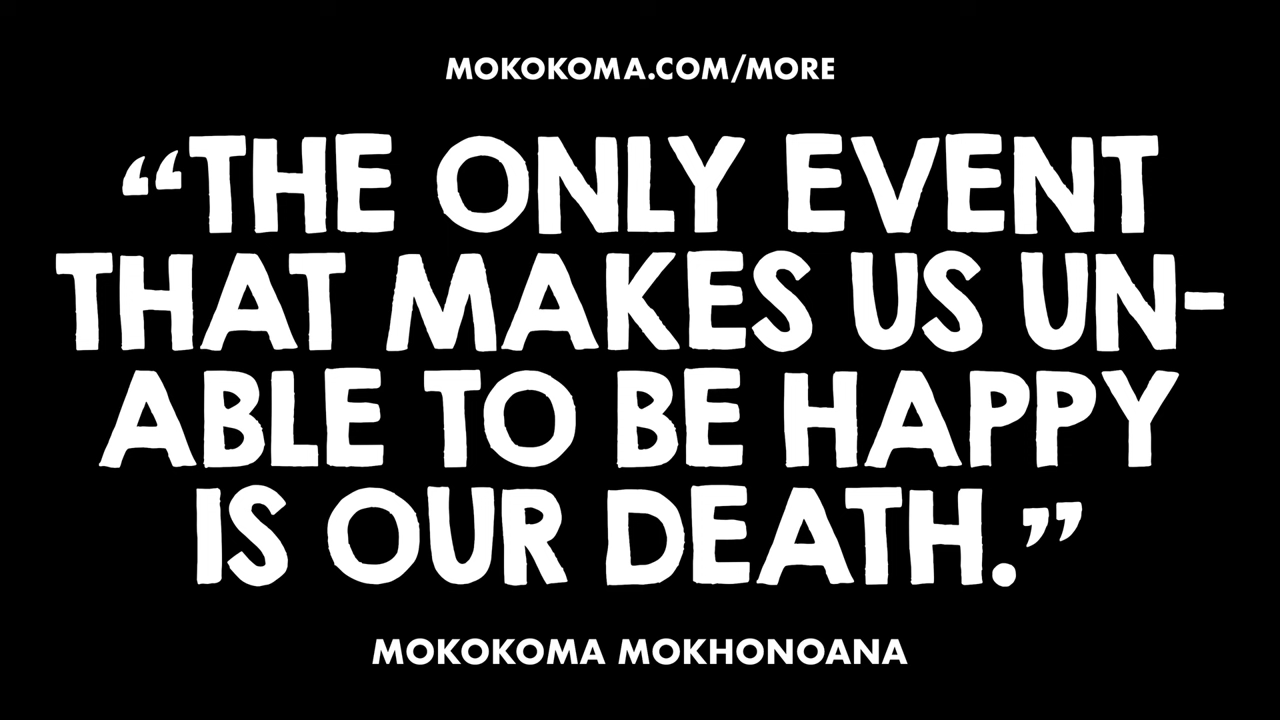 MOKOKOMA.COM/MORE
“THE ONLY EVENT
THAT MAKES US UN-
ABLE TO BE HAPPY
IS OUR DEATH.”
MOKOKOMA MOKHONOANA